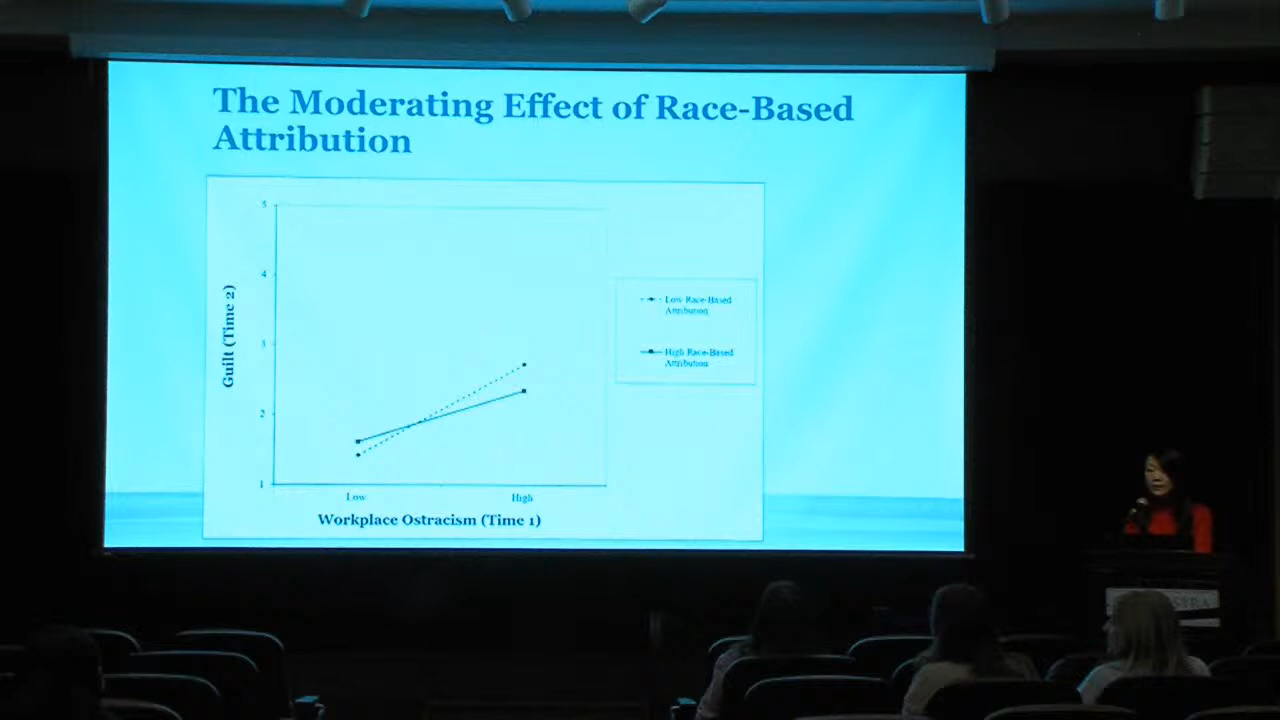 The Moderating Effect of Race-Based
Attribution
5
4
3
2
1
Guilt (Time 2)
Low
High
Workplace Ostracism (Time 1)
Low Race-Based
Attribution
High Race-Based
Attribution